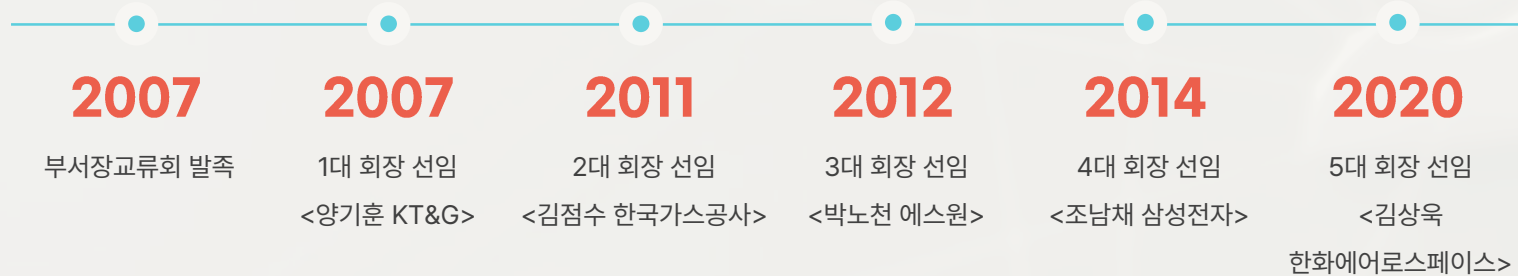 2007
부서장교류회 발족
2007
1대 회장 선임
<양기훈 KT&G>
2011
2대 회장 선임
<김점수 한국가스공사>
2012
3대 회장 선임
<박노천 에스원>
2014
4대 회장 선임
<조남채 삼성전자>
2020
5대 회장 선임
<김상욱
한화에어로스페이스>